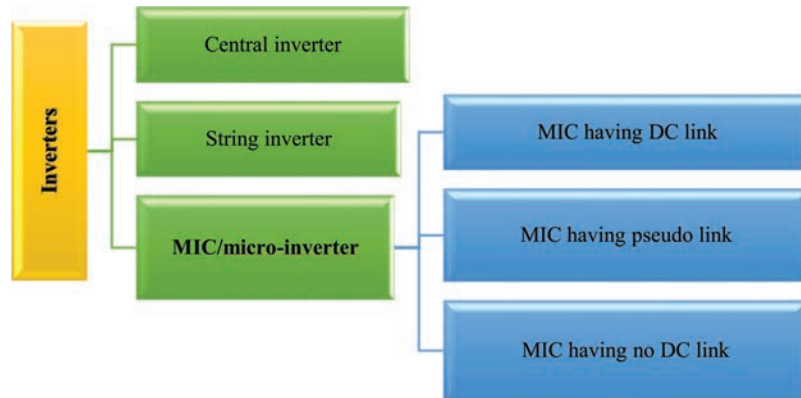 Inverters
Central inverter
String inverter
MIC/micro-inverter
MIC having DC link
MIC having pseudo link
MIC having no DC link